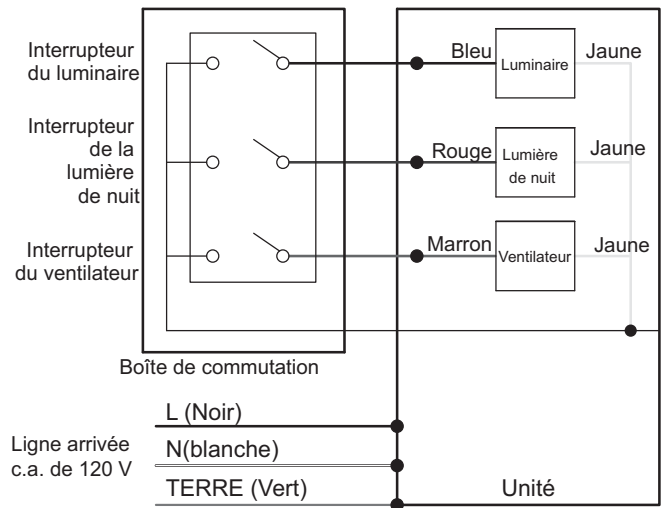 Interrupteur
du luminaire
Bleu
Luminaire
Jaune
Interrupteur
de la
lumière
de nuit
Rouge
Lumière
de nuit
Jaune
Interrupteur
du ventilateur
Marron
Ventilateur
Jaune
Boîte de commutation
Ligne arrivée
c.a. de 120 V
L (Noir)
N(blanche)
TERRE (Vert)
Unité